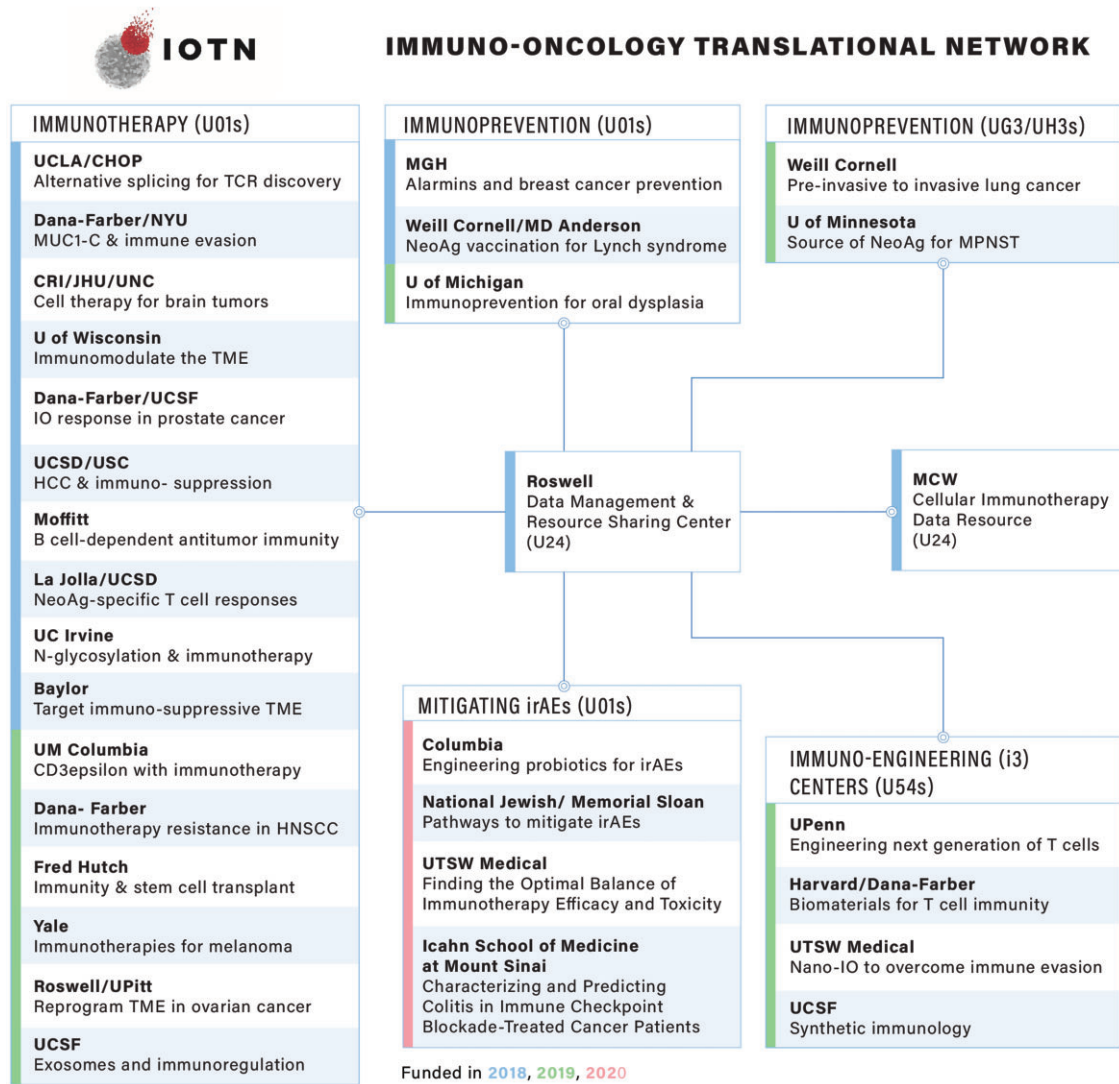 IOTN
IMMUNO-ONCOLOGY TRANSLATIONAL NETWORK
IMMUNOTHERAPY (U01s)
UCLA/CHOP
Alternative splicing for TCR discovery
Dana-Farber/NYU
MUC1-C & immune evasion
CRI/JHU/UNC
Cell therapy for brain tumors
U of Wisconsin
Immunomodulate the TME
Dana-Farber/UCSF
IO response in prostate cancer
UCSD/USC
HCC & immuno- suppression
Moffitt
B cell-dependent antitumor immunity
La Jolla/UCSD
NeoAg-specific T cell responses
UC Irvine
N-glycosylation & immunotherapy
Baylor
Target immuno-suppressive TME
UM Columbia
CD3epsilon with immunotherapy
Dana- Farber
Immunotherapy resistance in HNSCC
Fred Hutch
Immunity & stem cell transplant
Yale
Immunotherapies for melanoma
Roswell/UPitt
Reprogram TME in ovarian cancer
UCSF
Exosomes and immunoregulation
IMMUNOPREVENTION (U01s)
MGH
Alarmins and breast cancer prevention
Weill Cornell/MD Anderson
NeoAg vaccination for Lynch syndrome
U of Michigan
Immunoprevention for oral dysplasia
IMMUNOPREVENTION (UG3/UH3s)
Weill Cornell
Pre-invasive to invasive lung cancer
U of Minnesota
Source of NeoAg for MPNST
Roswell
Data Management &
Resource Sharing Center
(U24)
MCW
Cellular Immunotherapy
Data Resource
(U24)
MITIGATING irAEs (U01s)
Columbia
Engineering probiotics for irAEs
National Jewish/ Memorial Sloan
Pathways to mitigate irAEs
UTSW Medical
Finding the Optimal Balance of
Immunotherapy Efficacy and Toxicity
Icahn School of Medicine
at Mount Sinai
Characterizing and Predicting
Colitis in Immune Checkpoint
Blockade-Treated Cancer Patients
IMMUNO-ENGINEERING (i3)
CENTERS (U54s)
UPenn
Engineering next generation of T cells
Harvard/Dana-Farber
Biomaterials for T cell immunity
UTSW Medical
Nano-IO to overcome immune evasion
UCSF
Synthetic immunology
Funded in 2018, 2019, 2020